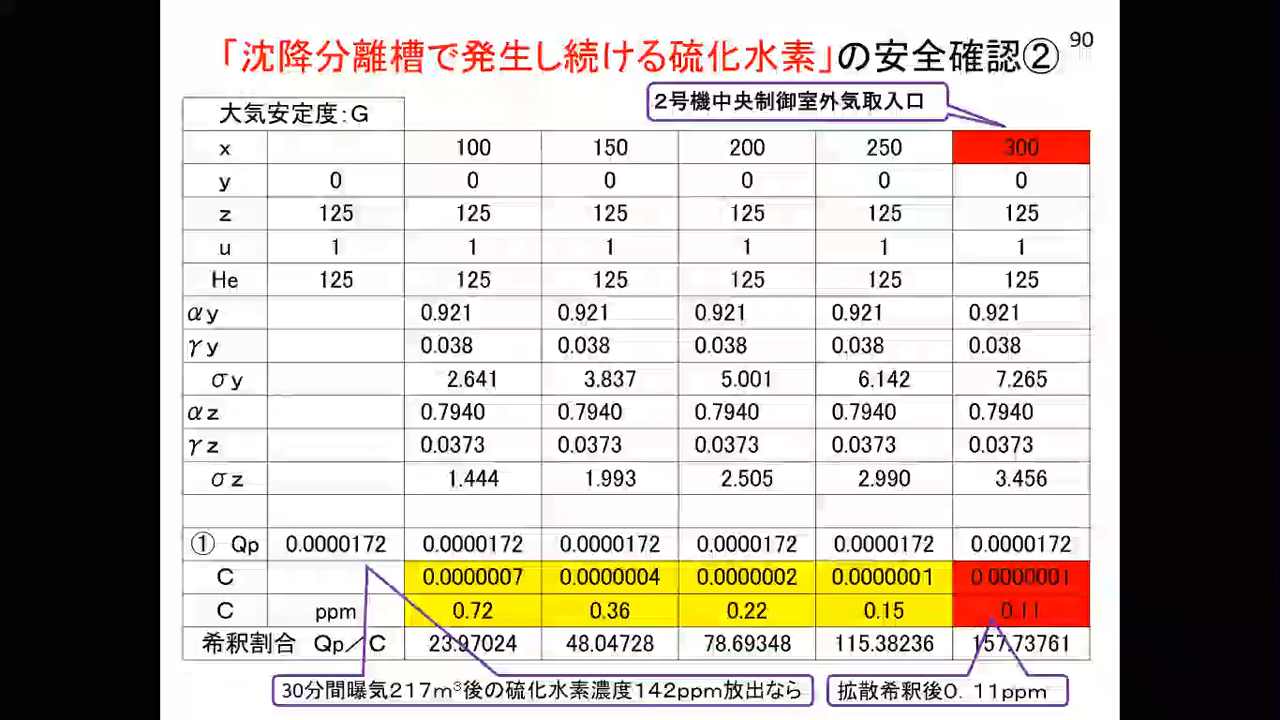 90
「沈降分離槽で発生し続ける硫化水素」の安全確認②
2号機中央制御室外気取入口
大気安定度：G
x 100 150 200 250 300
y 0 0 0 0 0 0
z 125 125 125 125 125 125
u 1 1 1 1 1 1
He 125 125 125 125 125 125
αy 0.921 0.921 0.921 0.921 0.921
γy 0.038 0.038 0.038 0.038 0.038
σy 2.641 3.837 5.001 6.142 7.265
αz 0.7940 0.7940 0.7940 0.7940 0.7940
γz 0.0373 0.0373 0.0373 0.0373 0.0373
σz 1.444 1.993 2.505 2.990 3.456
① Qp 0.0000172 0.0000172 0.0000172 0.0000172 0.0000172 0.0000172
C 0.0000007 0.0000004 0.0000002 0.0000001 0.0000001
C ppm 0.72 0.36 0.22 0.15 0.11
希釈割合 Qp／C 23.97024 48.04728 78.69348 115.38236 157.73761
30分間曝気217m³後の硫化水素濃度142ppm放出なら
拡散希釈後0．11ppm